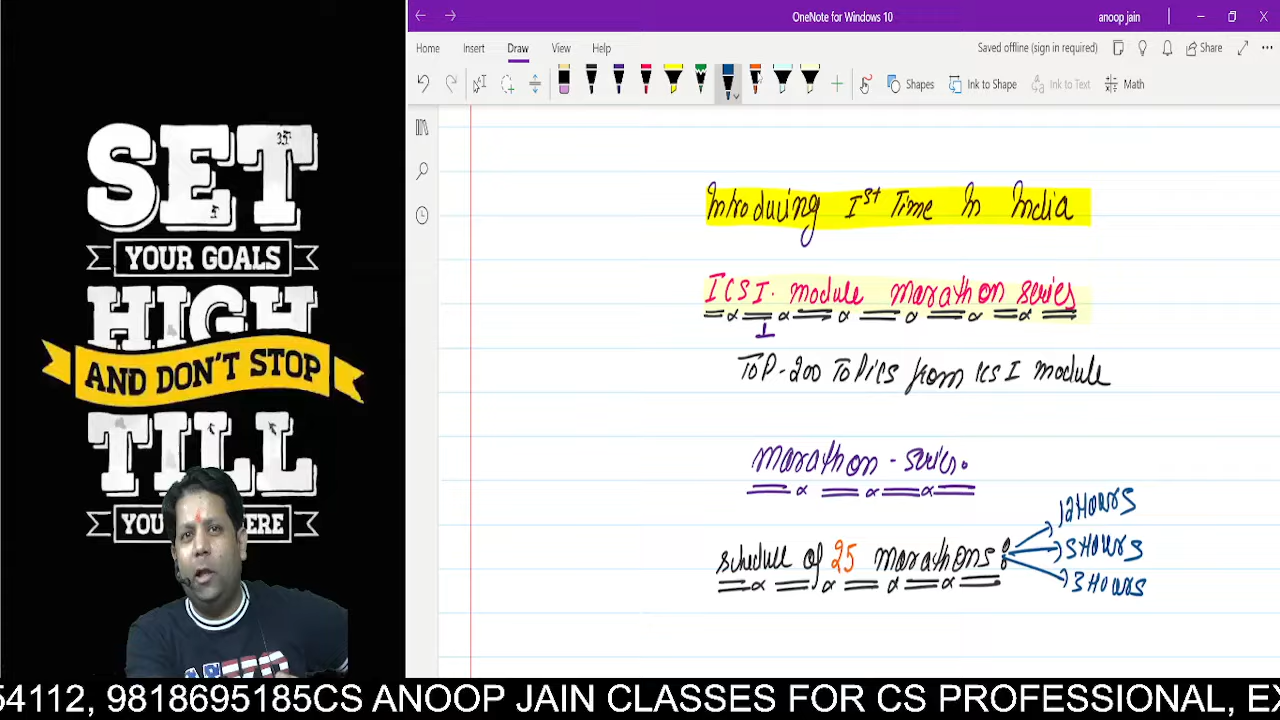 SET
YOUR GOALS
HIGH
AND DON'T STOP
TILL
YOU ERE
OneNote for Windows 10
anoop jain
Home Insert Draw View Help
Saved offline (sign in required) Share
Shapes Ink to Shape Ink to Text Math
Introducing Ist Time In India
ICSI. module marathon series
TOP-200 TOPICS from ICSI module
marathon - series.
schedule of 25 marathons:
12 HOURS
5 HOURS
3 HOURS
54112, 9818695185CS ANOOP JAIN CLASSES FOR CS PROFESSIONAL, EX